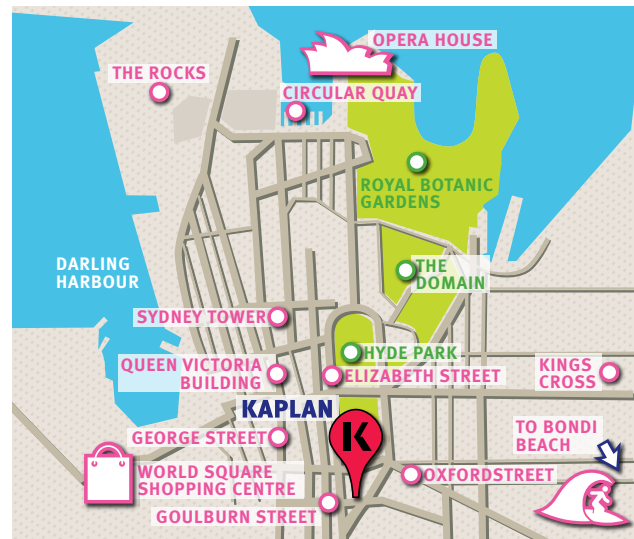 OPERA HOUSE
THE ROCKS
CIRCULAR QUAY
ROYAL BOTANIC
GARDENS
DARLING
HARBOUR
THE
DOMAIN
SYDNEY TOWER
HYDE PARK
QUEEN VICTORIA
BUILDING
ELIZABETH STREET
KINGS
CROSS
KAPLAN
K
GEORGE STREET
TO BONDI
BEACH
WORLD SQUARE
SHOPPING CENTRE
OXFORDSTREET
GOULBURN STREET